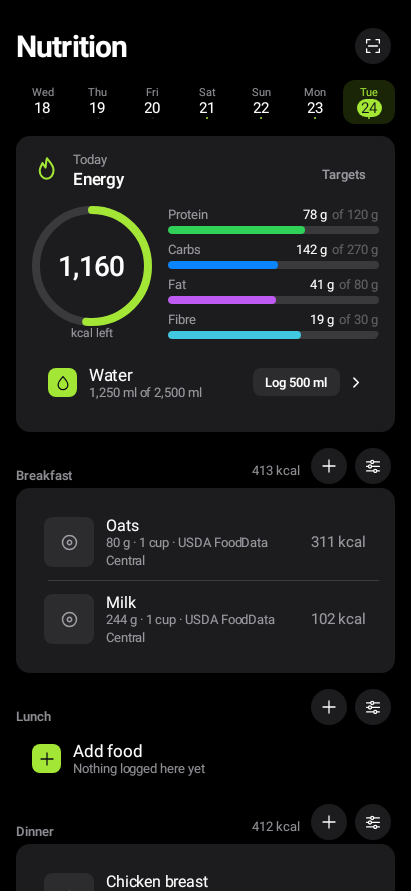 Nutrition
Wed Thu Fri Sat Sun Mon Tue
18 19 20 21 22 23 24
Today
Energy
Targets
1,160
kcal left
Protein 78 g of 120 g
Carbs 142 g of 270 g
Fat 41 g of 80 g
Fibre 19 g of 30 g
Water
1,250 ml of 2,500 ml
Log 500 ml
Breakfast 413 kcal
Oats
80 g · 1 cup · USDA FoodData
Central
311 kcal
Milk
244 g · 1 cup · USDA FoodData
Central
102 kcal
Lunch
Add food
Nothing logged here yet
Dinner 412 kcal
Chicken breast